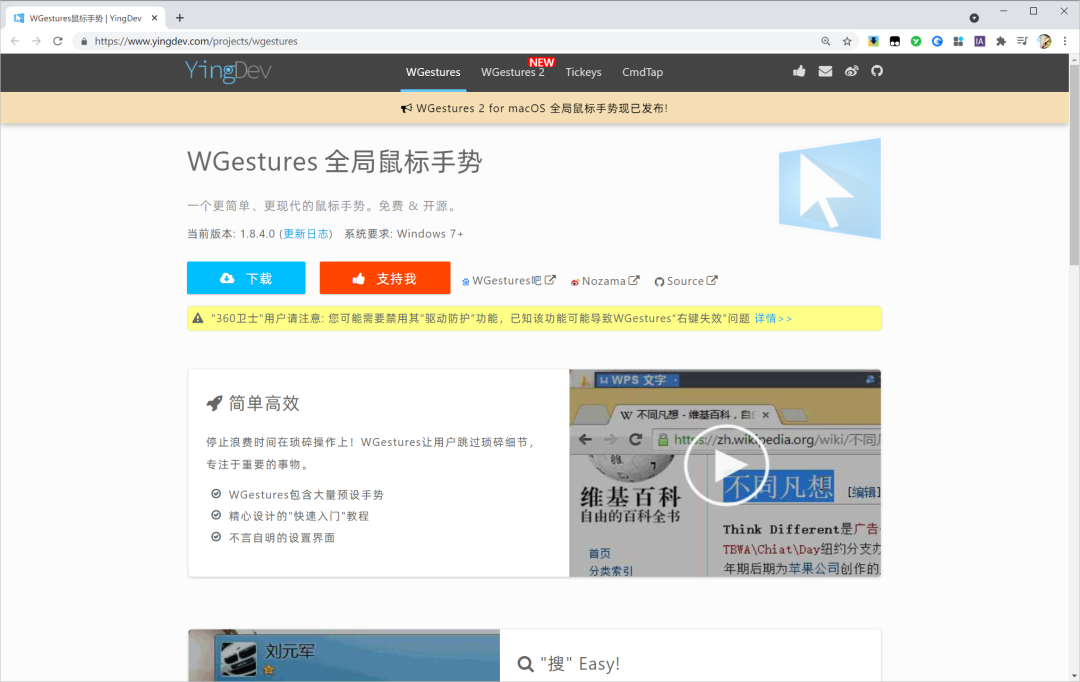 WGestures鼠标手势 | YingDev
https://www.yingdev.com/projects/wgestures
IA
YingDev
WGestures
WGestures 2
NEW
Tickeys
CmdTap
WGestures 2 for macOS 全局鼠标手势现已发布!
WGestures 全局鼠标手势
一个更简单、更现代的鼠标手势。免费 & 开源。
当前版本: 1.8.4.0 (更新日志) 系统要求: Windows 7+
下载
支持我
WGestures吧
Nozama
Source
"360卫士"用户请注意: 您可能需要禁用其"驱动防护"功能，已知该功能可能导致WGestures"右键失效"问题 详情>>
简单高效
停止浪费时间在琐碎操作上！WGestures让用户跳过琐碎细节，
专注于重要的事物。
WGestures包含大量预设手势
精心设计的"快速入门"教程
不言自明的设置界面
WPS 文字
W 不同凡想 - 维基百科，自
https://zh.wikipedia.org/wiki/不同
维基百科
自由的百科全书
首页
分类索引
不同凡想 [编辑]
Think Different是广告
TBWA\Chiat\Day纽约分支办
年期后期为苹果公司创作的
刘元军
"搜" Easy!